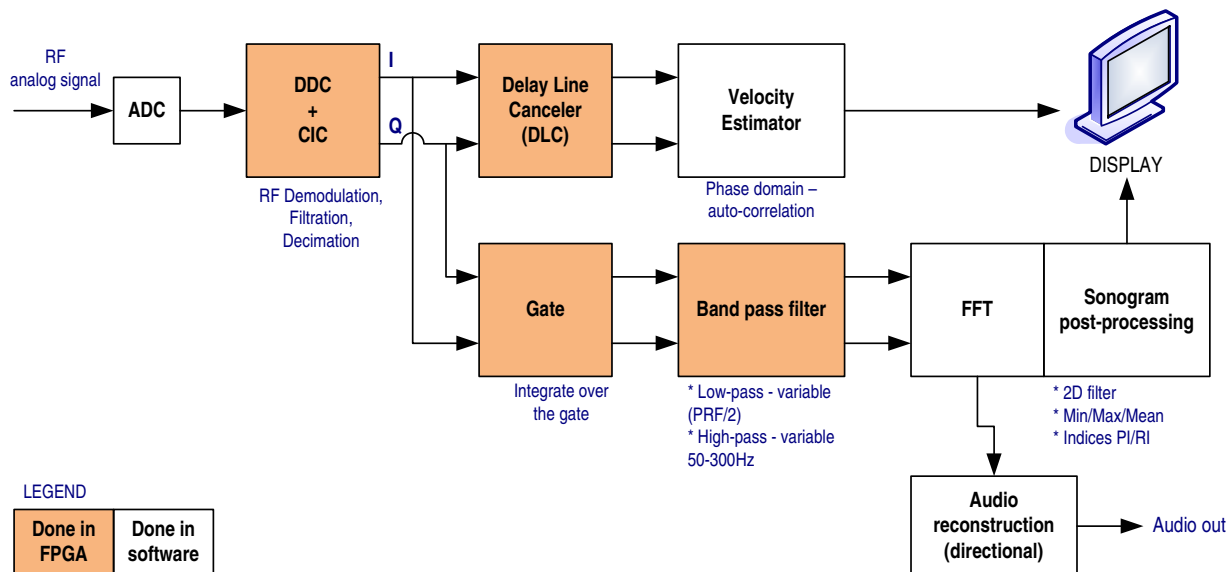 RF
analog signal
ADC
DDC
+
CIC
RF Demodulation,
Filtration,
Decimation
I
Q
Delay Line
Canceler
(DLC)
Velocity
Estimator
Phase domain –
auto-correlation
DISPLAY
Gate
Integrate over
the gate
Band pass filter
* Low-pass - variable
(PRF/2)
* High-pass - variable
50-300Hz
FFT
Sonogram
post-processing
* 2D filter
* Min/Max/Mean
* Indices PI/RI
Audio
reconstruction
(directional)
Audio out
LEGEND
Done in
FPGA
Done in
software